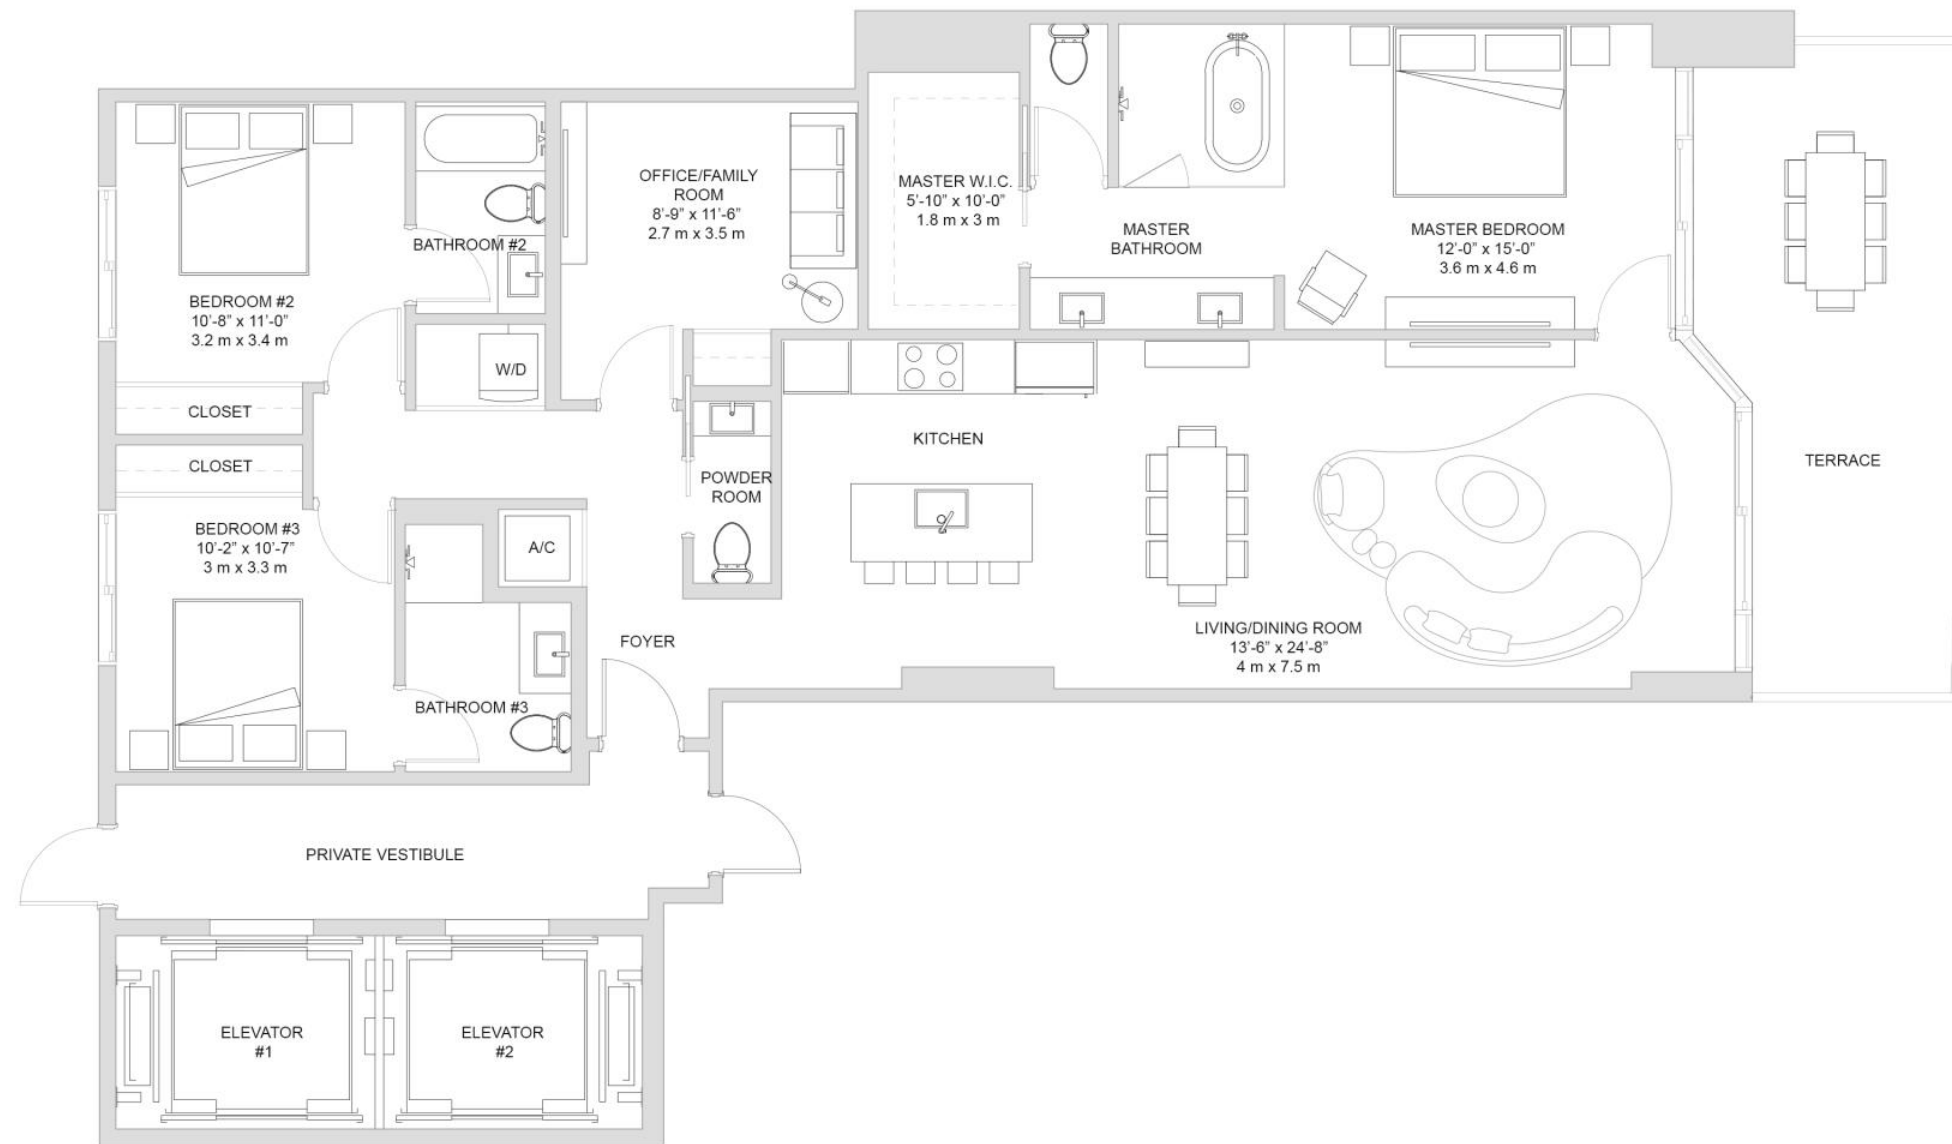 OFFICE/FAMILY
ROOM
8'-9" x 11'-6"
2.7 m x 3.5 m
MASTER W.I.C.
5'-10" x 10'-0"
1.8 m x 3 m
MASTER
BATHROOM
MASTER BEDROOM
12'-0" x 15'-0"
3.6 m x 4.6 m
BATHROOM #2
BEDROOM #2
10'-8" x 11'-0"
3.2 m x 3.4 m
W/D
CLOSET
CLOSET
KITCHEN
TERRACE
POWDER
ROOM
BEDROOM #3
10'-2" x 10'-7"
3 m x 3.3 m
A/C
FOYER
LIVING/DINING ROOM
13'-6" x 24'-8"
4 m x 7.5 m
BATHROOM #3
PRIVATE VESTIBULE
ELEVATOR
#1
ELEVATOR
#2